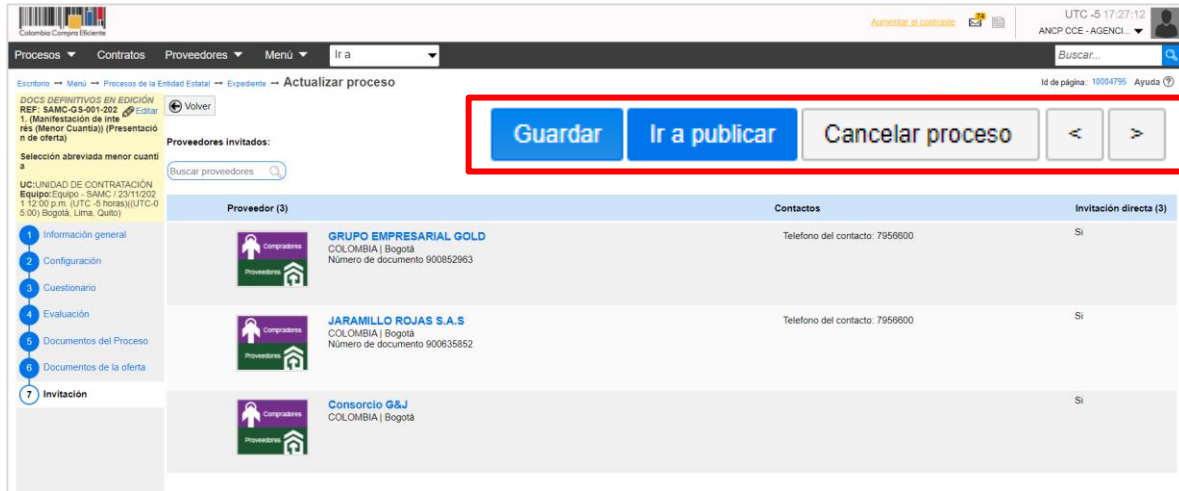 Colombia Compra Eficiente
Aumentar el contraste
74
UTC -5 17:27:12
ANCP CCE - AGENCI...
Procesos Contratos Proveedores Menú Ir a Buscar...
Escritorio → Menú → Procesos de la Entidad Estatal → Expediente → Actualizar proceso
Id de página:: 10004795 Ayuda
DOCS DEFINITIVOS EN EDICIÓN
REF: SAMC-GS-001-202 Editar
1. (Manifestación de inte
rés (Menor Cuantía)) (Presentació
n de oferta)
Selección abreviada menor cuantí
a
UC:UNIDAD DE CONTRATACIÓN
Equipo:Equipo - SAMC / 23/11/202
1 12:00 p.m. (UTC -5 horas)((UTC-0
5:00) Bogotá, Lima, Quito)
1 Información general
2 Configuración
3 Cuestionario
4 Evaluación
5 Documentos del Proceso
6 Documentos de la oferta
7 Invitación
Volver
Guardar Ir a publicar Cancelar proceso < >
Proveedores invitados:
Buscar proveedores
Proveedor (3) Contactos Invitación directa (3)
Compradores
Proveedores
GRUPO EMPRESARIAL GOLD
COLOMBIA | Bogotá
Número de documento 900852963
Telefono del contacto: 7956600
Si
Compradores
Proveedores
JARAMILLO ROJAS S.A.S
COLOMBIA | Bogotá
Número de documento 900635852
Telefono del contacto: 7956600
Si
Compradores
Proveedores
Consorcio G&J
COLOMBIA | Bogotá
Si